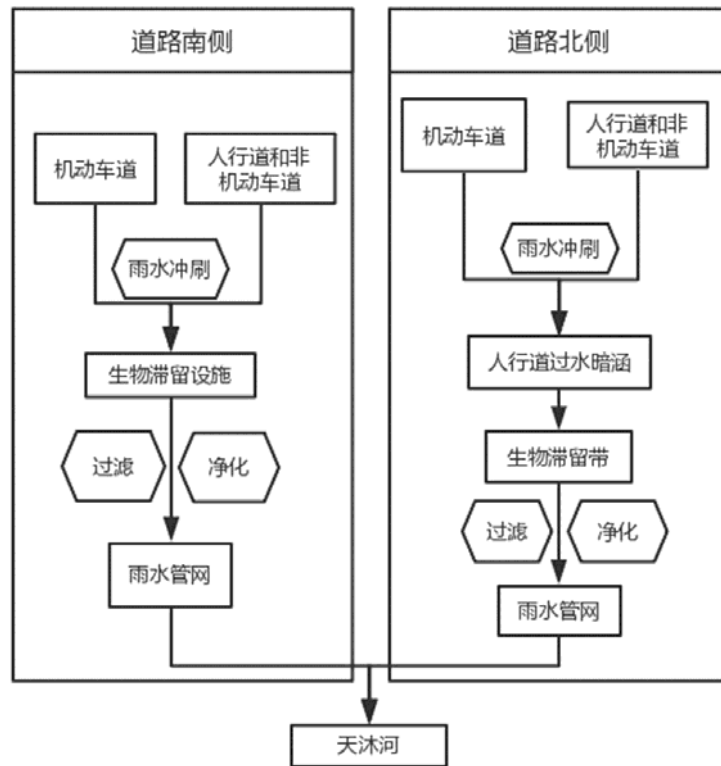 道路南侧
机动车道
人行道和非
机动车道
雨水冲刷
生物滞留设施
过滤
净化
雨水管网
道路北侧
机动车道
人行道和非
机动车道
雨水冲刷
人行道过水暗涵
生物滞留带
过滤
净化
雨水管网
天沐河